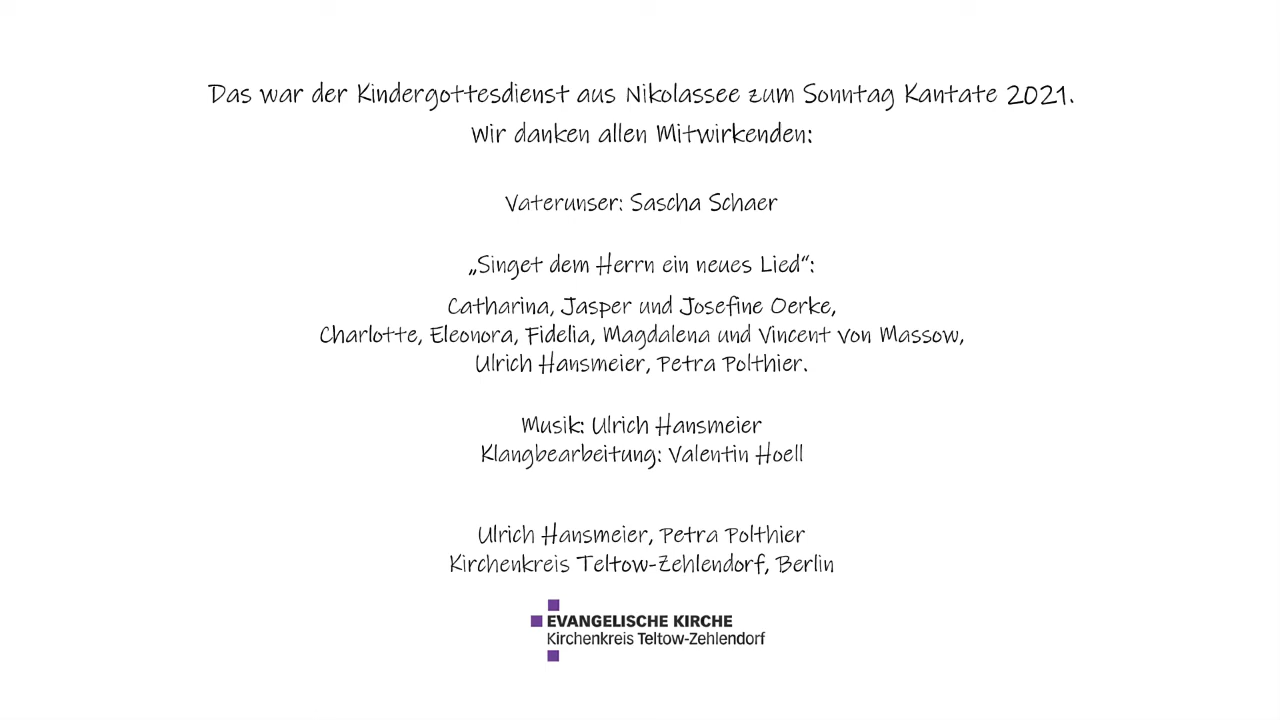 Das war der Kindergottesdienst aus Nikolassee zum Sonntag Kantate 2021.
Wir danken allen Mitwirkenden:
Vaterunser: Sascha Schaer
„Singet dem Herrn ein neues Lied“:
Catharina, Jasper und Josefine Oerke,
Charlotte, Eleonora, Fidelia, Magdalena und Vincent von Massow,
Ulrich Hansmeier, Petra Polthier.
Musik: Ulrich Hansmeier
Klangbearbeitung: Valentin Hoell
Ulrich Hansmeier, Petra Polthier
Kirchenkreis Teltow-Zehlendorf, Berlin
EVANGELISCHE KIRCHE
Kirchenkreis Teltow-Zehlendorf